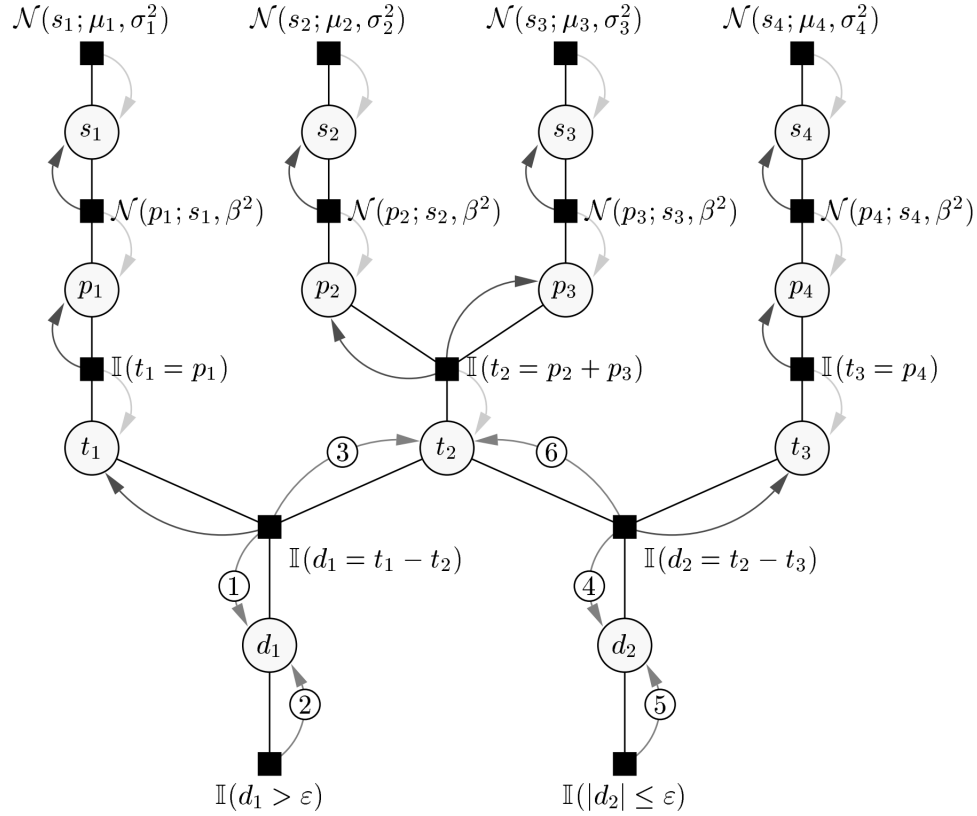 𝒩(s₁; μ₁, σ₁²) 𝒩(s₂; μ₂, σ₂²) 𝒩(s₃; μ₃, σ₃²) 𝒩(s₄; μ₄, σ₄²)
s₁ s₂ s₃ s₄
𝒩(p₁; s₁, β²) 𝒩(p₂; s₂, β²) 𝒩(p₃; s₃, β²) 𝒩(p₄; s₄, β²)
p₁ p₂ p₃ p₄
𝕀(t₁ = p₁) 𝕀(t₂ = p₂ + p₃) 𝕀(t₃ = p₄)
t₁ 3 t₂ 6 t₃
𝕀(d₁ = t₁ − t₂) 𝕀(d₂ = t₂ − t₃)
1 4
d₁ d₂
2 5
𝕀(d₁ > ε) 𝕀(|d₂| ≤ ε)